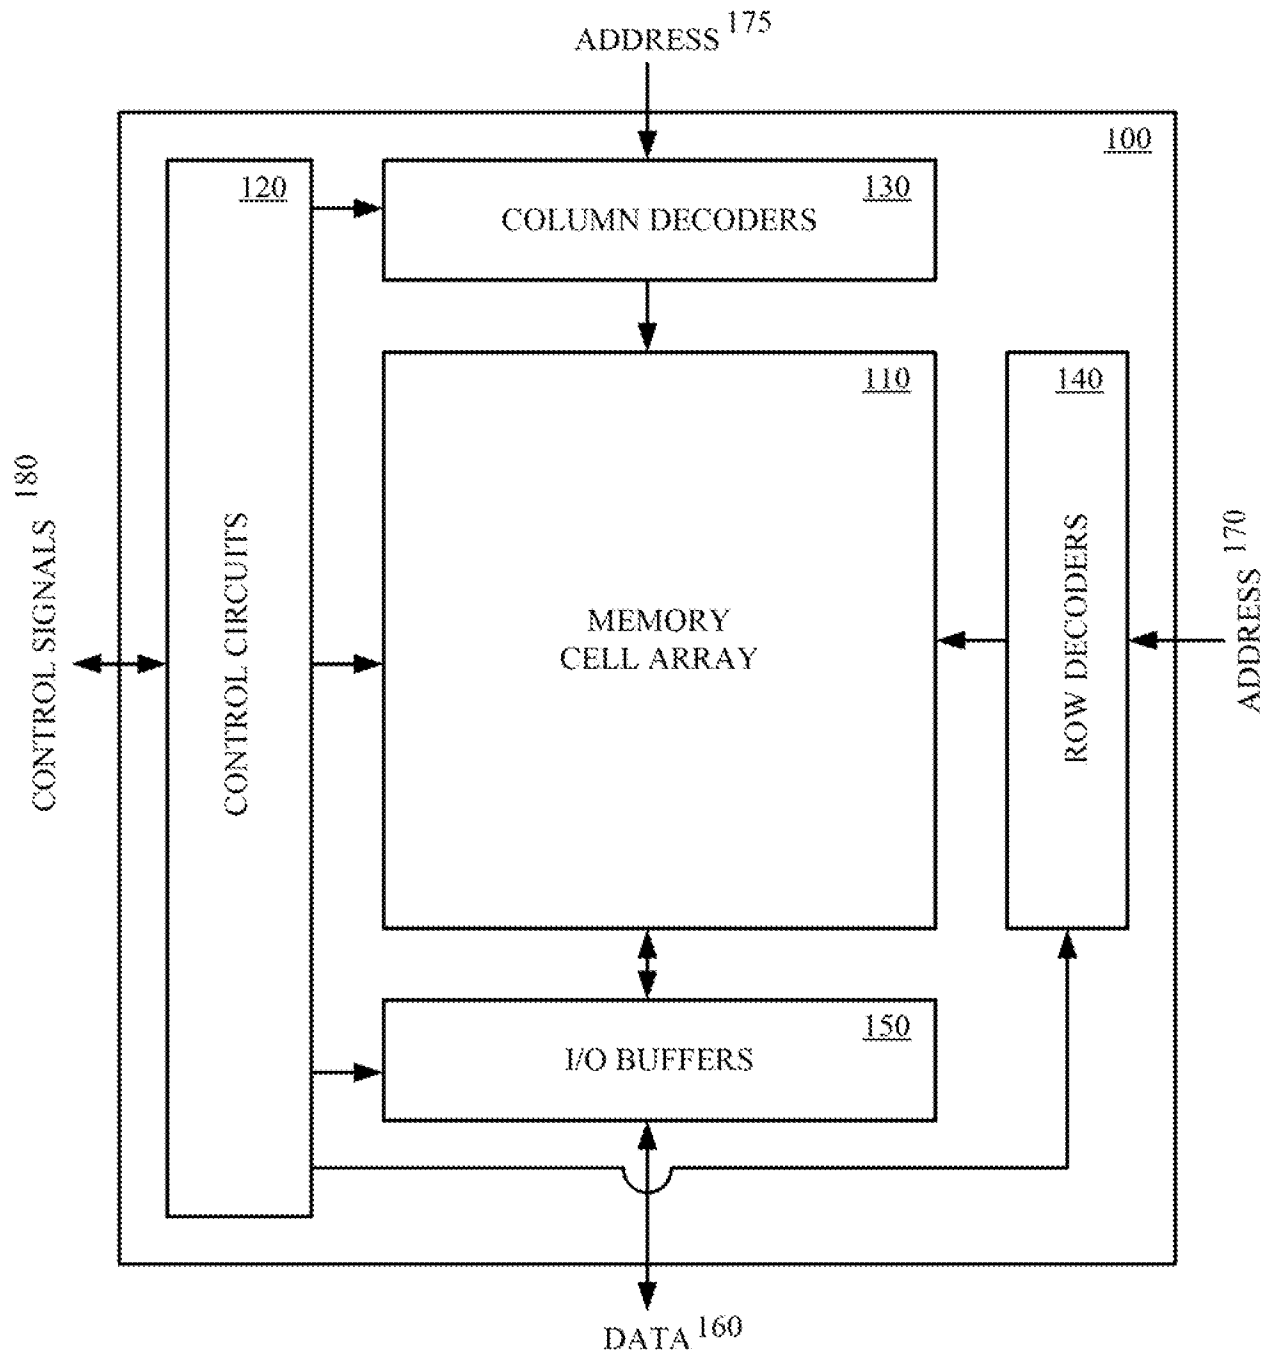 ADDRESS 175
100
120
130
COLUMN DECODERS
110
140
CONTROL SIGNALS 180
CONTROL CIRCUITS
MEMORY
CELL ARRAY
ROW DECODERS
ADDRESS 170
150
I/O BUFFERS
DATA 160